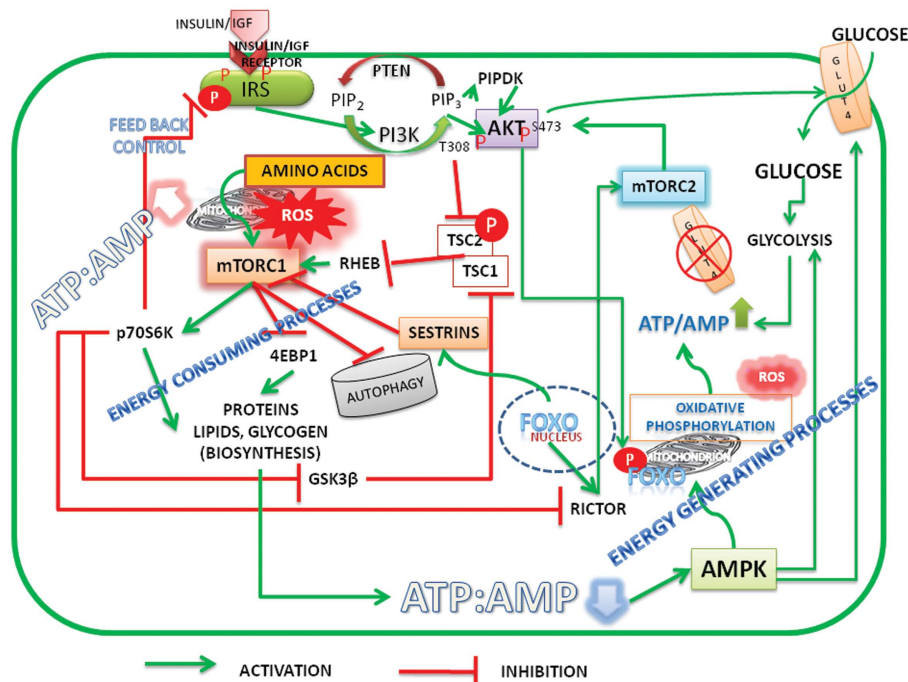 INSULIN/IGF
GLUCOSE
INSULIN/IGF
RECEPTOR
P
P
IRS
P
PTEN
PIPDK
PIP2
PIP3
PI3K
AKT
P
P
S473
T308
GLUT4
FEED BACK
CONTROL
AMINO ACIDS
MITOCHONDRION
ROS
mTORC2
GLUCOSE
P
TSC2
TSC1
GLUT4
GLYCOLYSIS
ATP:AMP
mTORC1
RHEB
ATP/AMP
p70S6K
ENERGY CONSUMING PROCESSES
SESTRINS
4EBP1
AUTOPHAGY
ROS
PROTEINS
LIPIDS, GLYCOGEN
(BIOSYNTHESIS)
FOXO
NUCLEUS
OXIDATIVE
PHOSPHORYLATION
P
MITOCHONDRION
FOXO
GSK3β
RICTOR
ENERGY GENERATING PROCESSES
AMPK
ATP:AMP
ACTIVATION
INHIBITION